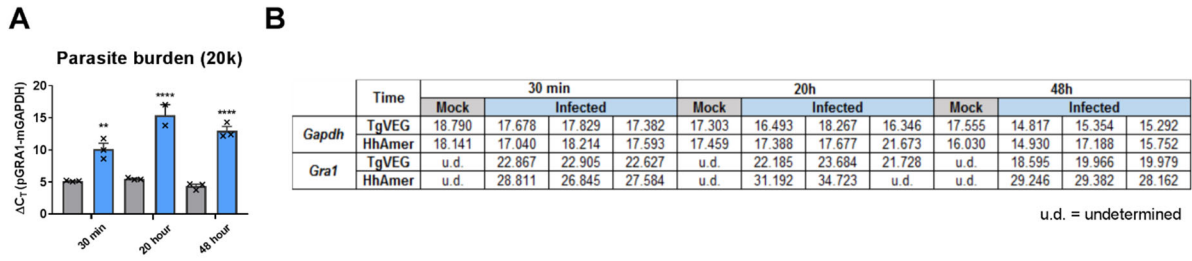 A
Parasite burden (20k)
ΔCT (pGRA1-mGAPDH)
20
15
10
5
0
**
****
****
30 min
20 hour
48 hour
B
Time 30 min 20h 48h
Mock Infected Mock Infected Mock Infected
Gapdh TgVEG 18.790 17.678 17.829 17.382 17.303 16.493 18.267 16.346 17.555 14.817 15.354 15.292
HhAmer 18.141 17.040 18.214 17.593 17.459 17.388 17.677 21.673 16.030 14.930 17.188 15.752
Gra1 TgVEG u.d. 22.867 22.905 22.627 u.d. 22.185 23.684 21.728 u.d. 18.595 19.966 19.979
HhAmer u.d. 28.811 26.845 27.584 u.d. 31.192 34.723 u.d. u.d. 29.246 29.382 28.162
u.d. = undetermined